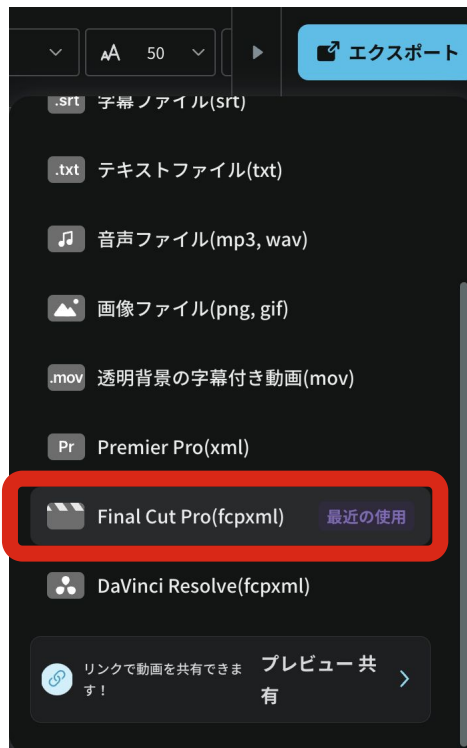 AA 50
エクスポート
.srt 字幕ファイル(srt)
.txt テキストファイル(txt)
音声ファイル(mp3, wav)
画像ファイル(png, gif)
.mov 透明背景の字幕付き動画(mov)
Pr Premier Pro(xml)
Final Cut Pro(fcpxml) 最近の使用
DaVinci Resolve(fcpxml)
リンクで動画を共有できま
す！
プレビュー 共
有